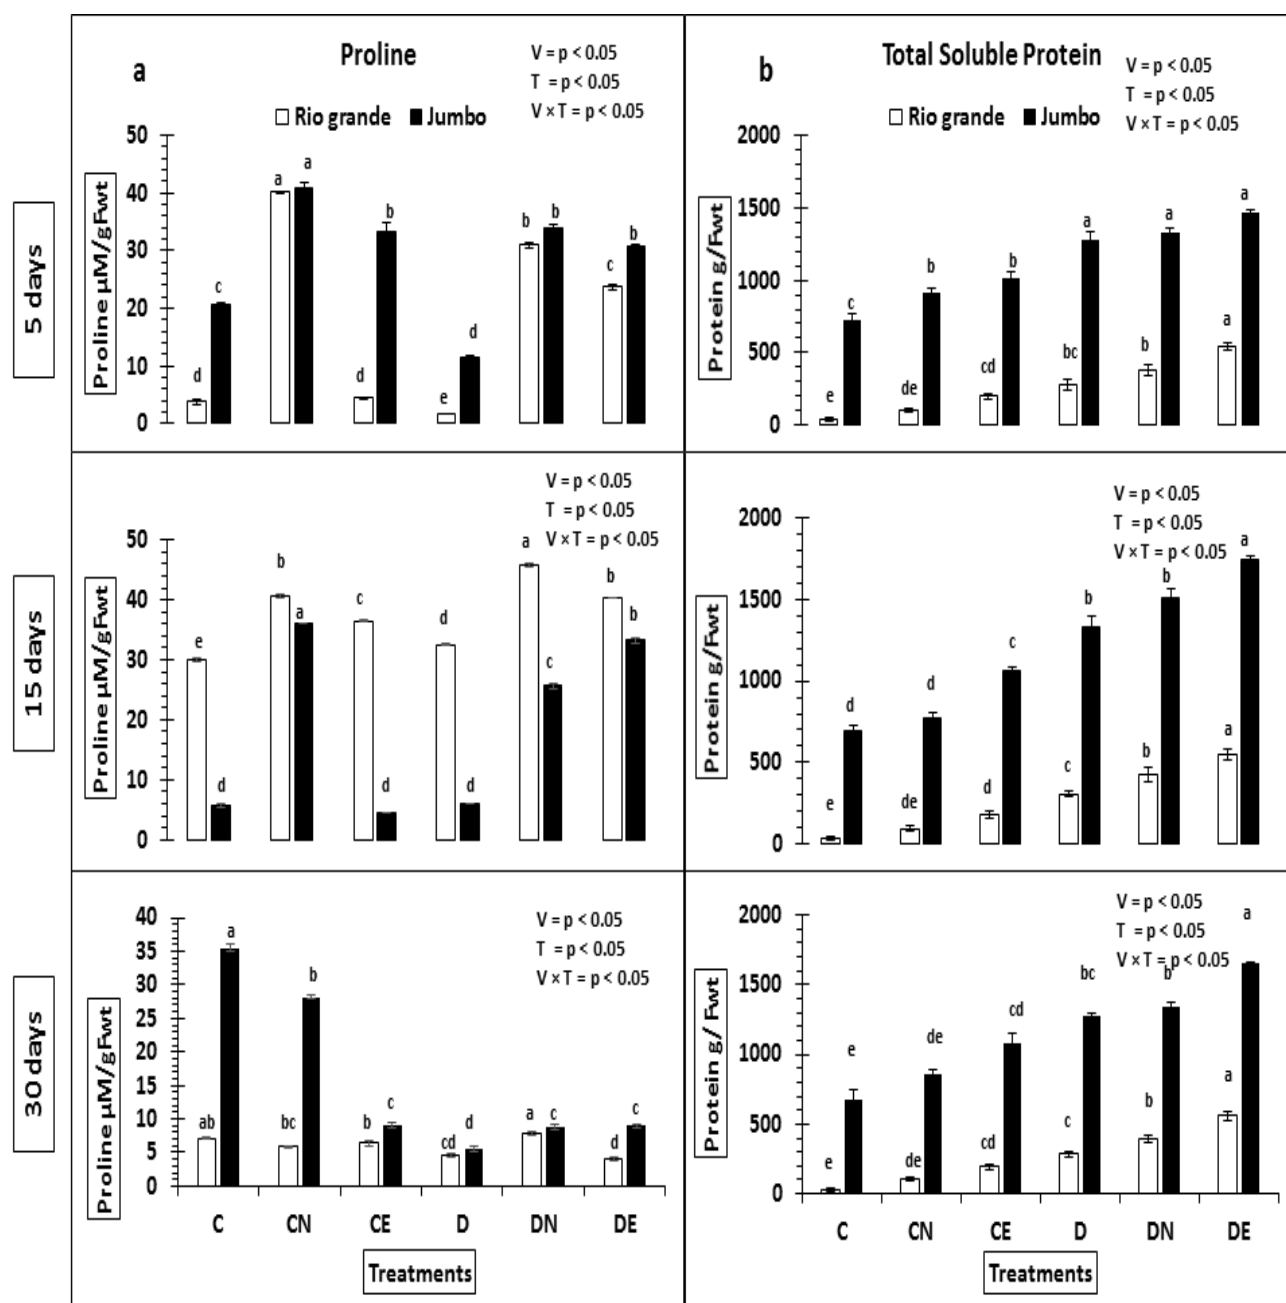 a
Proline
V = p < 0.05
T = p < 0.05
V × T = p < 0.05
Rio grande Jumbo
5 days
Proline µM/gFwt
50
40
30
20
10
0
d c
a a
d b
e d
b b
c b
b
Total Soluble Protein
V = p < 0.05
T = p < 0.05
V × T = p < 0.05
Rio grande Jumbo
Protein g/Fwt
2000
1500
1000
500
0
e c
de b
cd b
bc a
b a
a a
15 days
V = p < 0.05
T = p < 0.05
V × T = p < 0.05
Proline µM/gFwt
50
40
30
20
10
0
e d
b a
c d
d d
a c
b b
V = p < 0.05
T = p < 0.05
V × T = p < 0.05
Protein g/Fwt
2000
1500
1000
500
0
e d
de d
d c
c b
b b
a a
30 days
V = p < 0.05
T = p < 0.05
V × T = p < 0.05
Proline µM/gFwt
40
35
30
25
20
15
10
5
0
ab a
bc b
b c
cd d
a c
d c
C CN CE D DN DE
Treatments
V = p < 0.05
T = p < 0.05
V × T = p < 0.05
Protein g/ Fwt
2000
1500
1000
500
0
e e
de de
cd cd
c bc
b b
a a
C CN CE D DN DE
Treatments